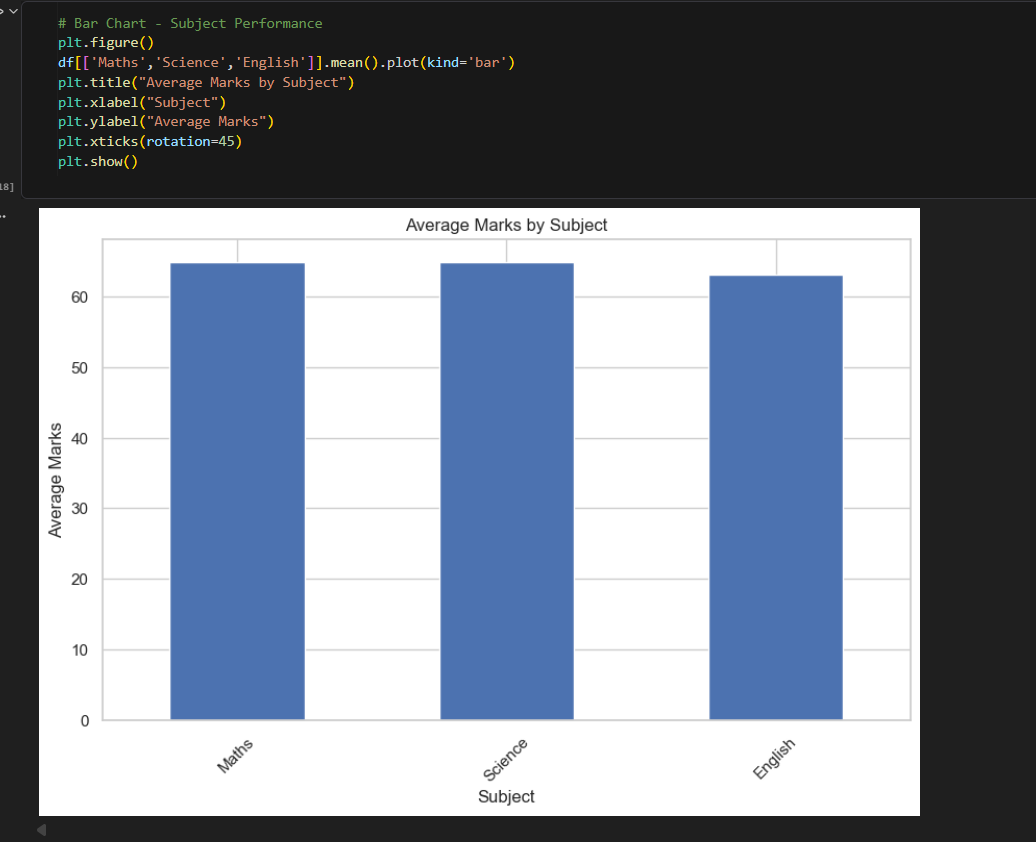 # Bar Chart - Subject Performance
plt.figure()
df[['Maths','Science','English']].mean().plot(kind='bar')
plt.title("Average Marks by Subject")
plt.xlabel("Subject")
plt.ylabel("Average Marks")
plt.xticks(rotation=45)
plt.show()
18]
Average Marks by Subject
60
50
40
30
20
10
0
Average Marks
Maths
Science
English
Subject